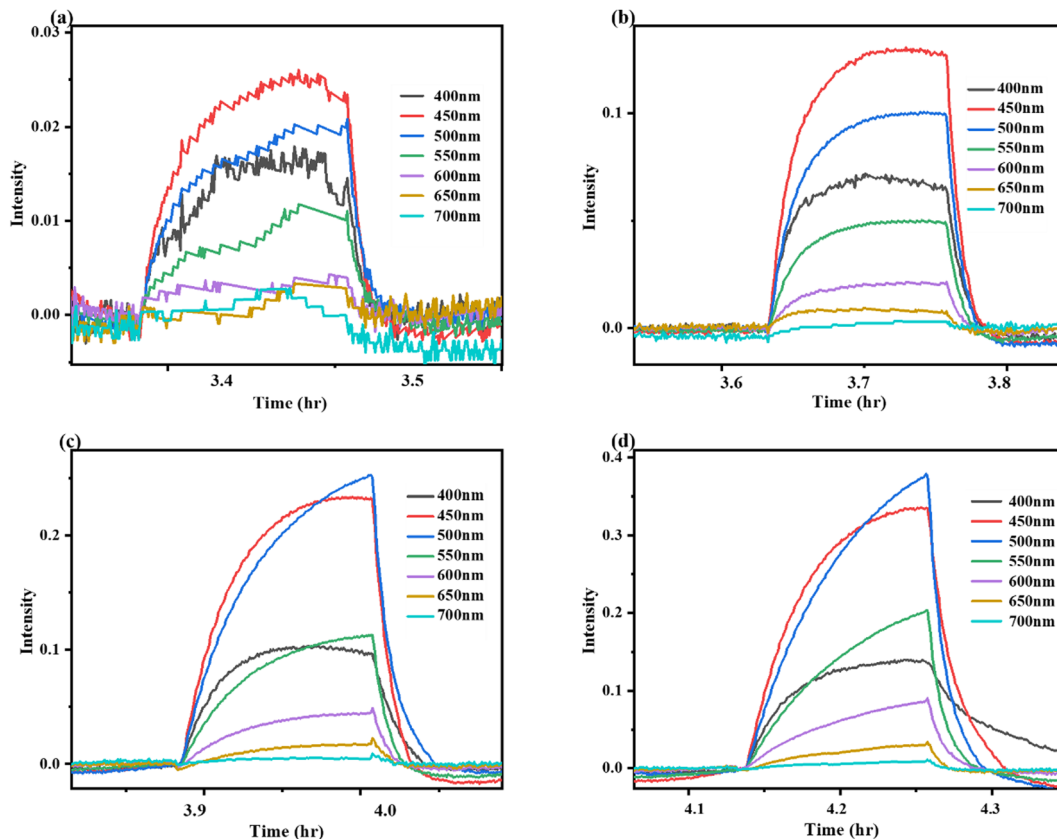 (a)
0.03
0.02
0.01
0.00
Intensity
400nm
450nm
500nm
550nm
600nm
650nm
700nm
3.4
3.5
Time (hr)
(b)
0.1
0.0
Intensity
400nm
450nm
500nm
550nm
600nm
650nm
700nm
3.6
3.7
3.8
Time (hr)
(c)
0.2
0.1
0.0
Intensity
400nm
450nm
500nm
550nm
600nm
650nm
700nm
3.9
4.0
Time (hr)
(d)
0.4
0.3
0.2
0.1
0.0
Intensity
400nm
450nm
500nm
550nm
600nm
650nm
700nm
4.1
4.2
4.3
Time (hr)